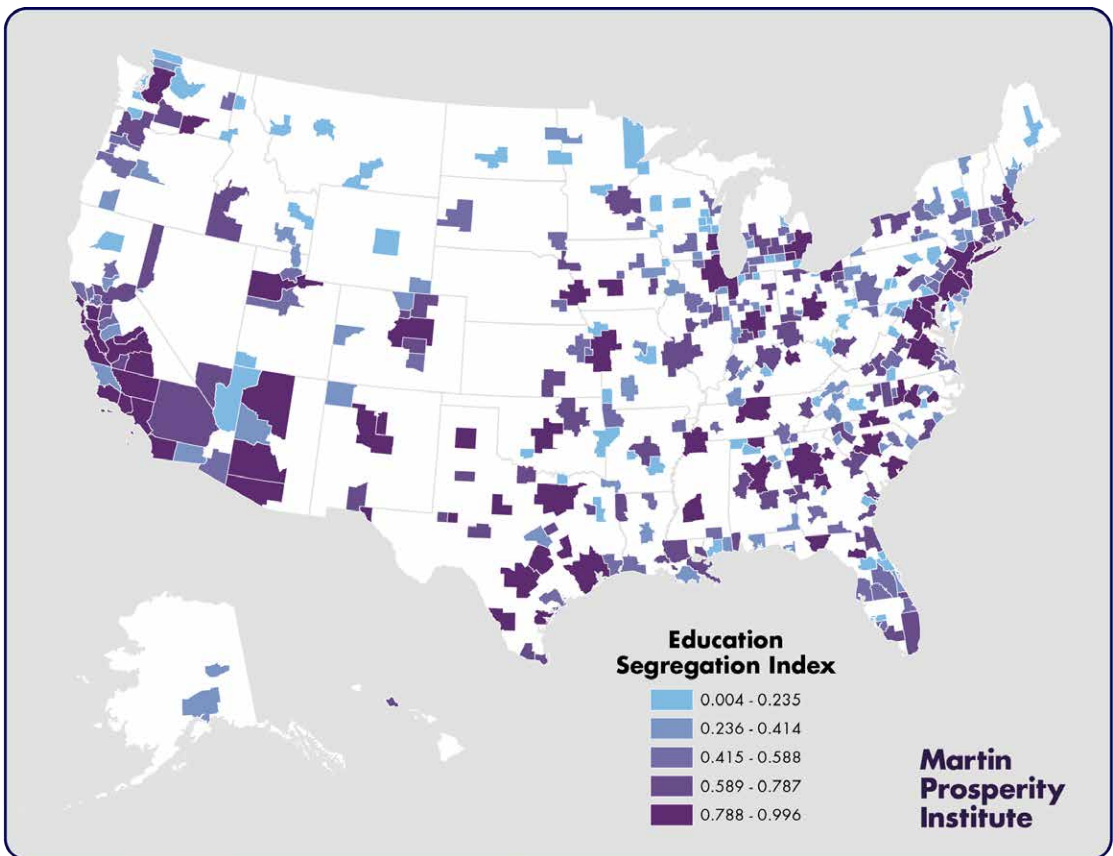 Education
Segregation Index
0.004 - 0.235
0.236 - 0.414
0.415 - 0.588
0.589 - 0.787
0.788 - 0.996
Martin
Prosperity
Institute